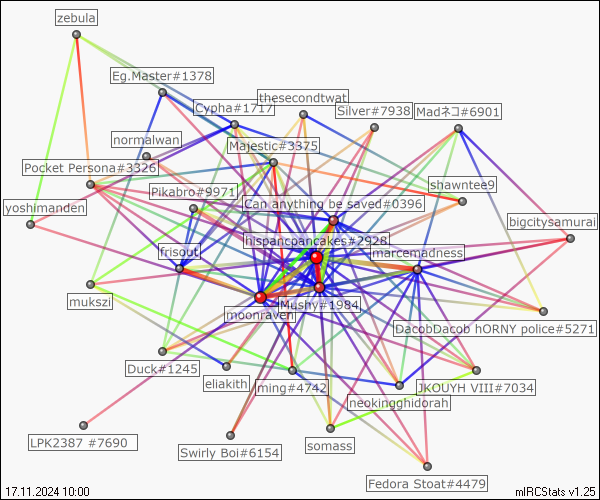 zebula
Eg.Master#1378
thesecondtwat
Cypha#1717
Silver#7938
Madネコ#6901
normalwan
Majestic#3375
Pocket Persona#3326
Pikabro#9971
shawntee9
Can anything be saved#0396
yoshimanden
bigcitysamurai
hispanicpancakes#2928
frisout
marcemadness
mukszi
Mushy#1984
moonraven
DacobDacob hORNY police#5271
Duck#1245
eliakith
ming#4742
JKOUYH VIII#7034
neokingghidorah
LPK2387 #7690
Swirly Boi#6154
somass
Fedora Stoat#4479
17.11.2024 10:00
mIRCStats v1.25